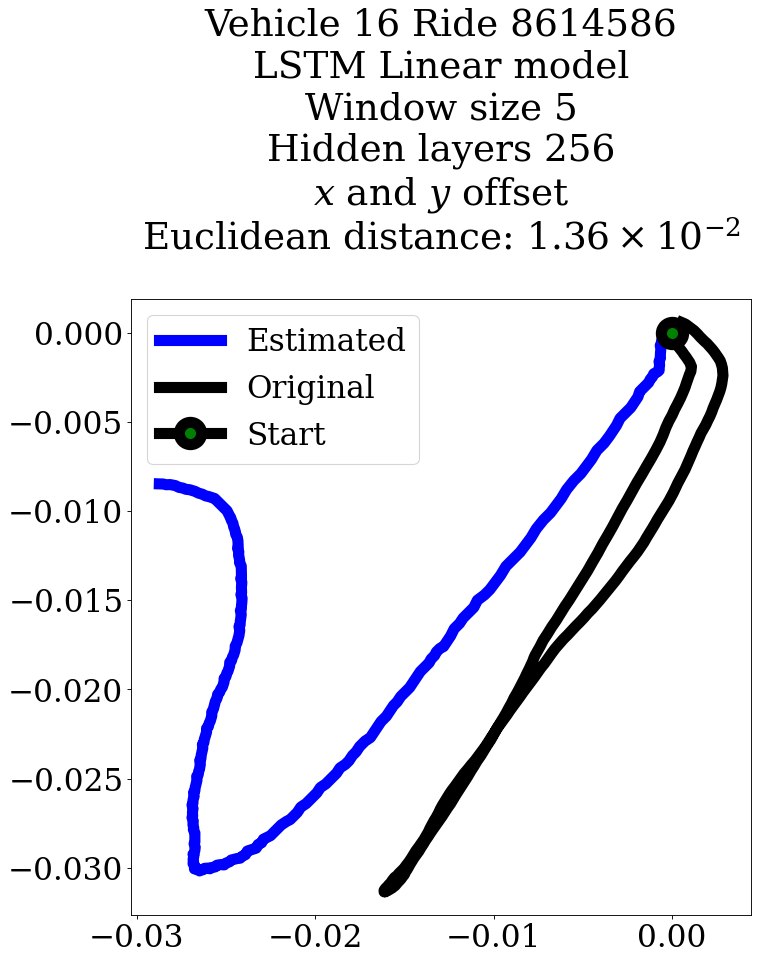 Vehicle 16 Ride 8614586
LSTM Linear model
Window size 5
Hidden layers 256
x and y offset
Euclidean distance: 1.36 × 10⁻²
Estimated
Original
Start
0.000
−0.005
−0.010
−0.015
−0.020
−0.025
−0.030
−0.03
−0.02
−0.01
0.00